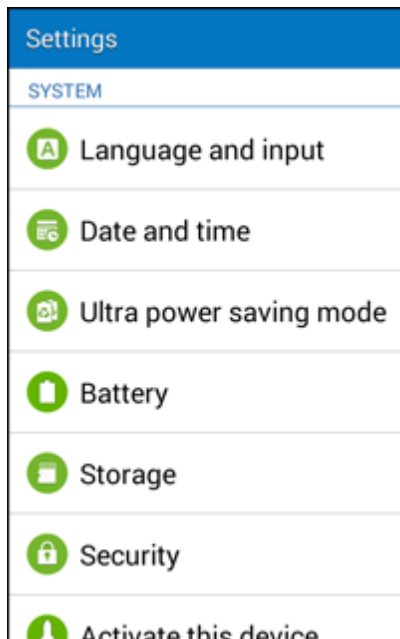 Settings
SYSTEM
Language and input
Date and time
Ultra power saving mode
Battery
Storage
Security
Activate this device